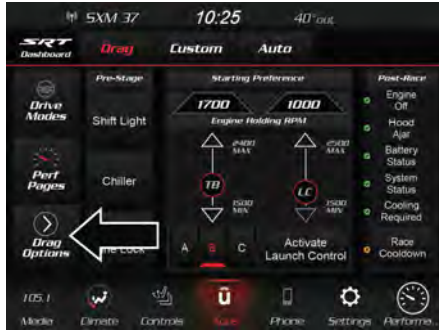 SXM 37
10:25
40° out
SRT
Dashboard
Drag
Custom
Auto
Drive
Modes
Perf
Pages
Drag
Options
Pre-Stage
Shift Light
Chiller
Line Lock
Starting Preference
1700
1000
Engine Holding RPM
2400
MAX
2500
MAX
TB
LC
1500
MIN
1500
MIN
A
B
C
Activate
Launch Control
Post-Race
Engine
Off
Hood
Ajar
Battery
Status
System
Status
Cooling
Required
Race
Cooldown
105.1
Media
Climate
Controls
û
Apps
Phone
Settings
Performa